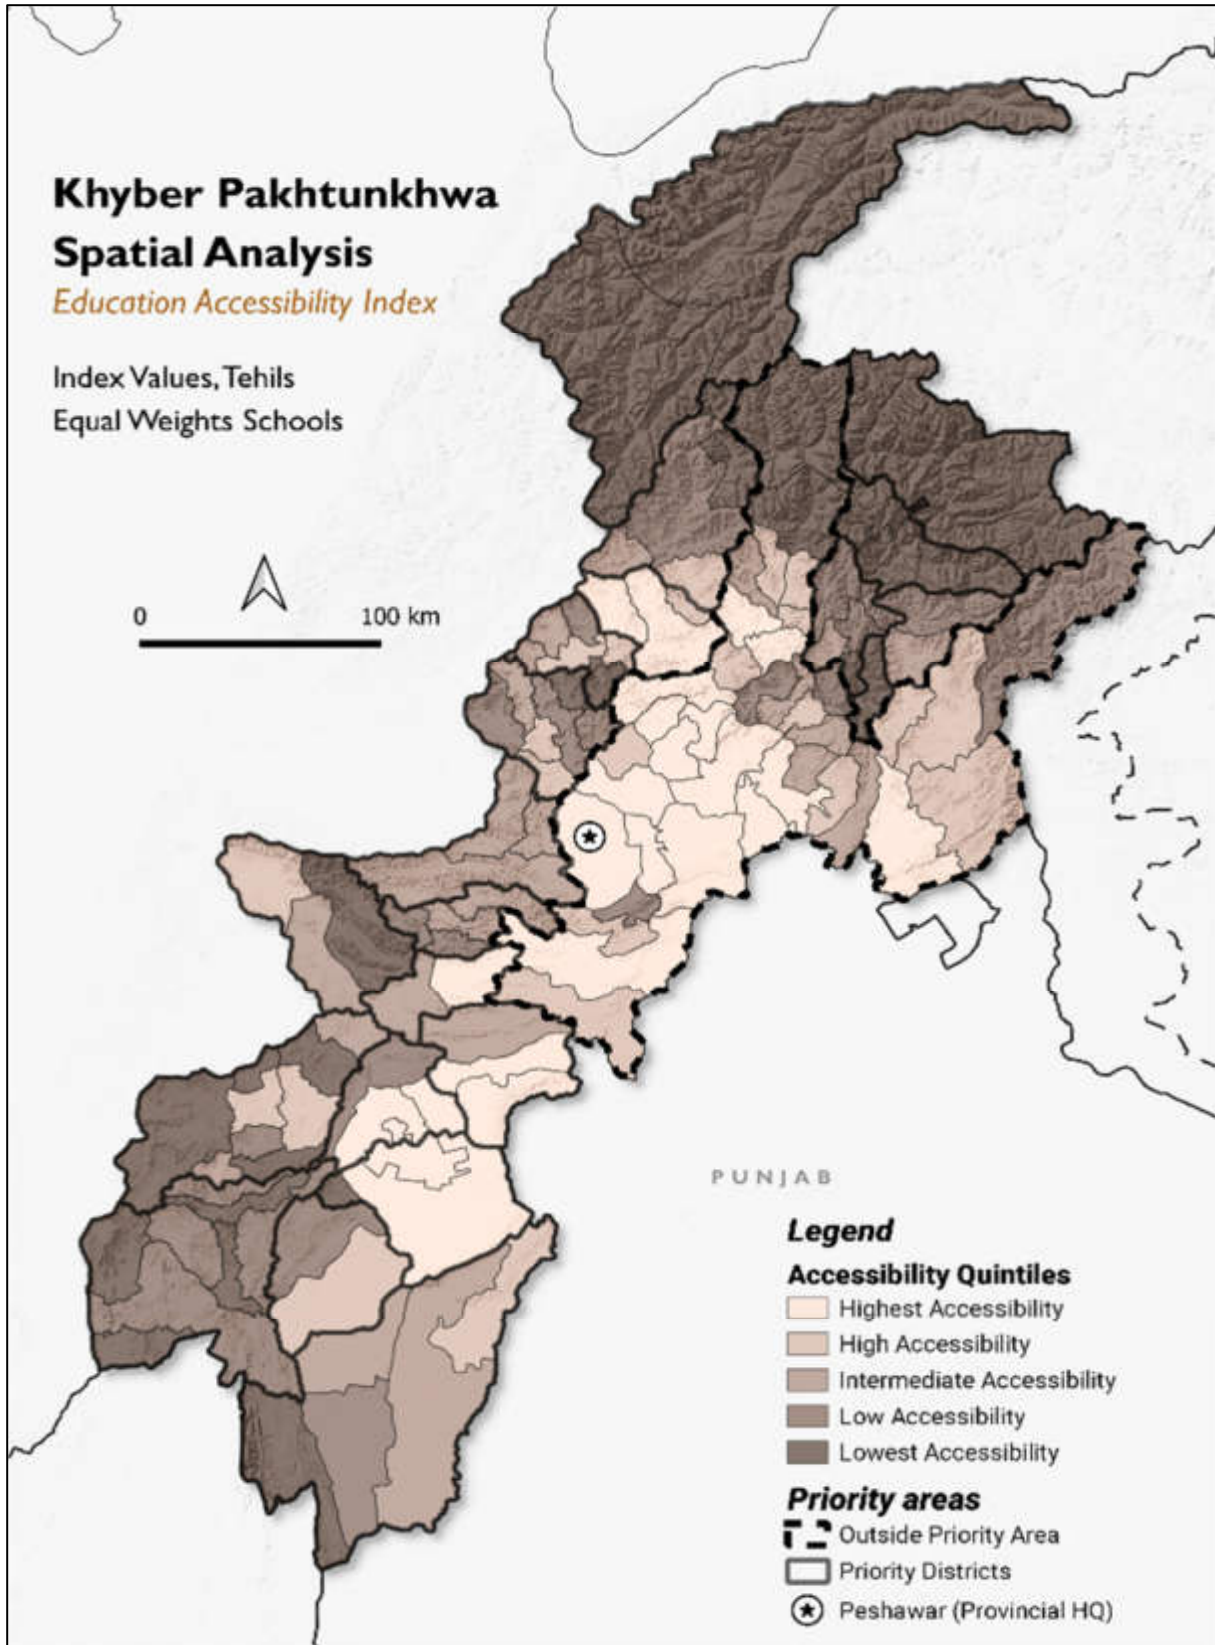 Khyber Pakhtunkhwa
Spatial Analysis
Education Accessibility Index
Index Values, Tehils
Equal Weights Schools
0 100 km
PUNJAB
Legend
Accessibility Quintiles
Highest Accessibility
High Accessibility
Intermediate Accessibility
Low Accessibility
Lowest Accessibility
Priority areas
Outside Priority Area
Priority Districts
Peshawar (Provincial HQ)